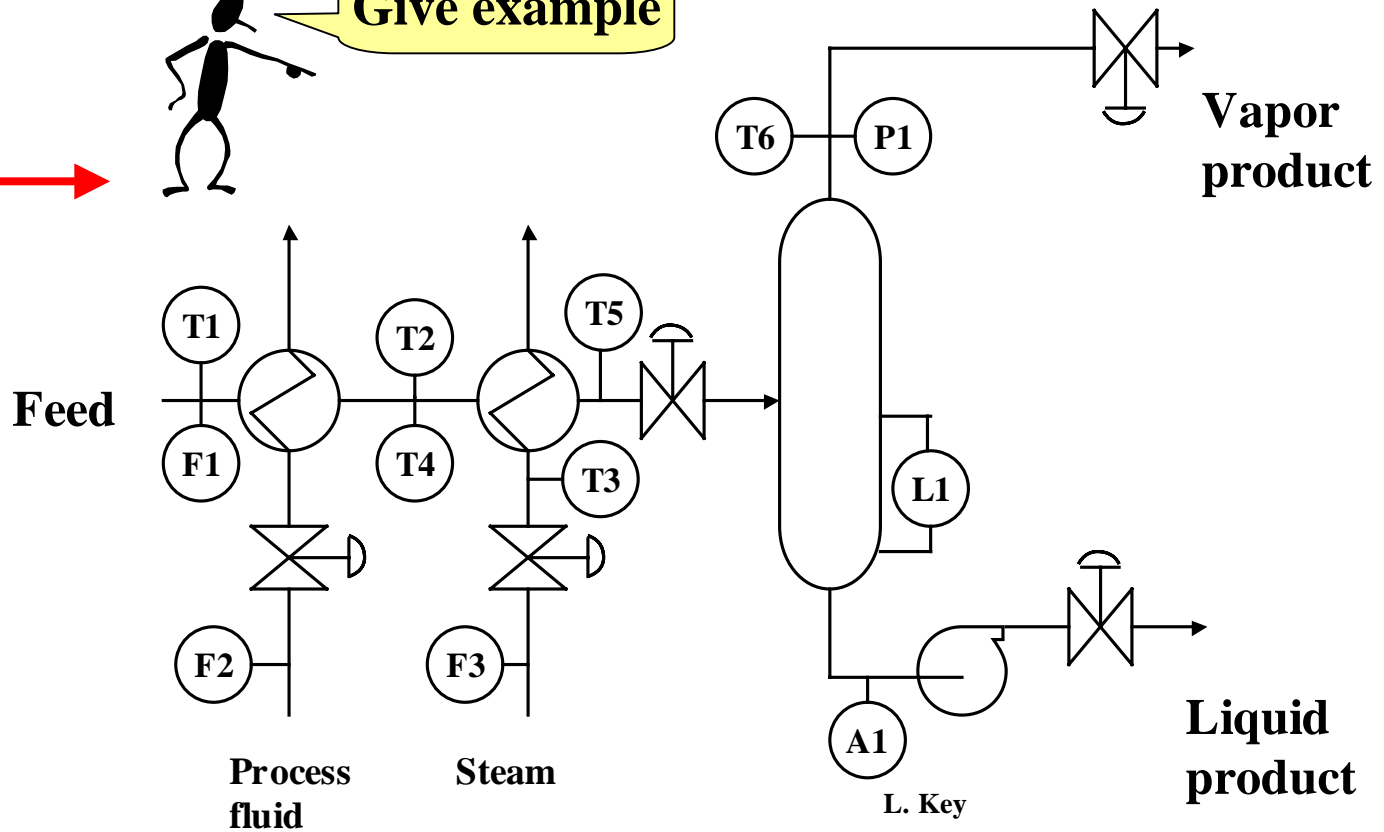 Give example
T6
P1
Vapor
product
T1
T2
T5
Feed
F1
T4
T3
L1
F2
F3
A1
Process
fluid
Steam
L. Key
Liquid
product